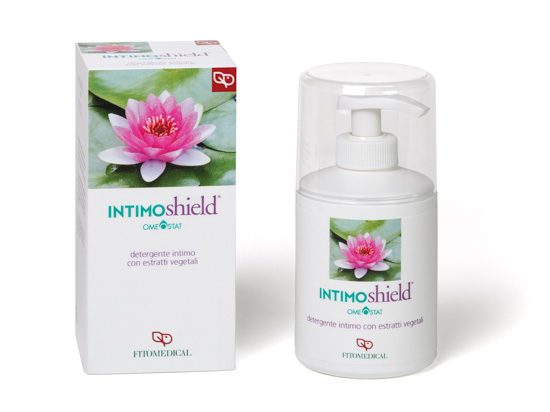 INTIMOshield®
OMEOSTAT
detergente intimo
con estratti vegetali
FITOMEDICAL
INTIMOshield®
OMEOSTAT
detergente intimo con estratti vegetali
FITOMEDICAL